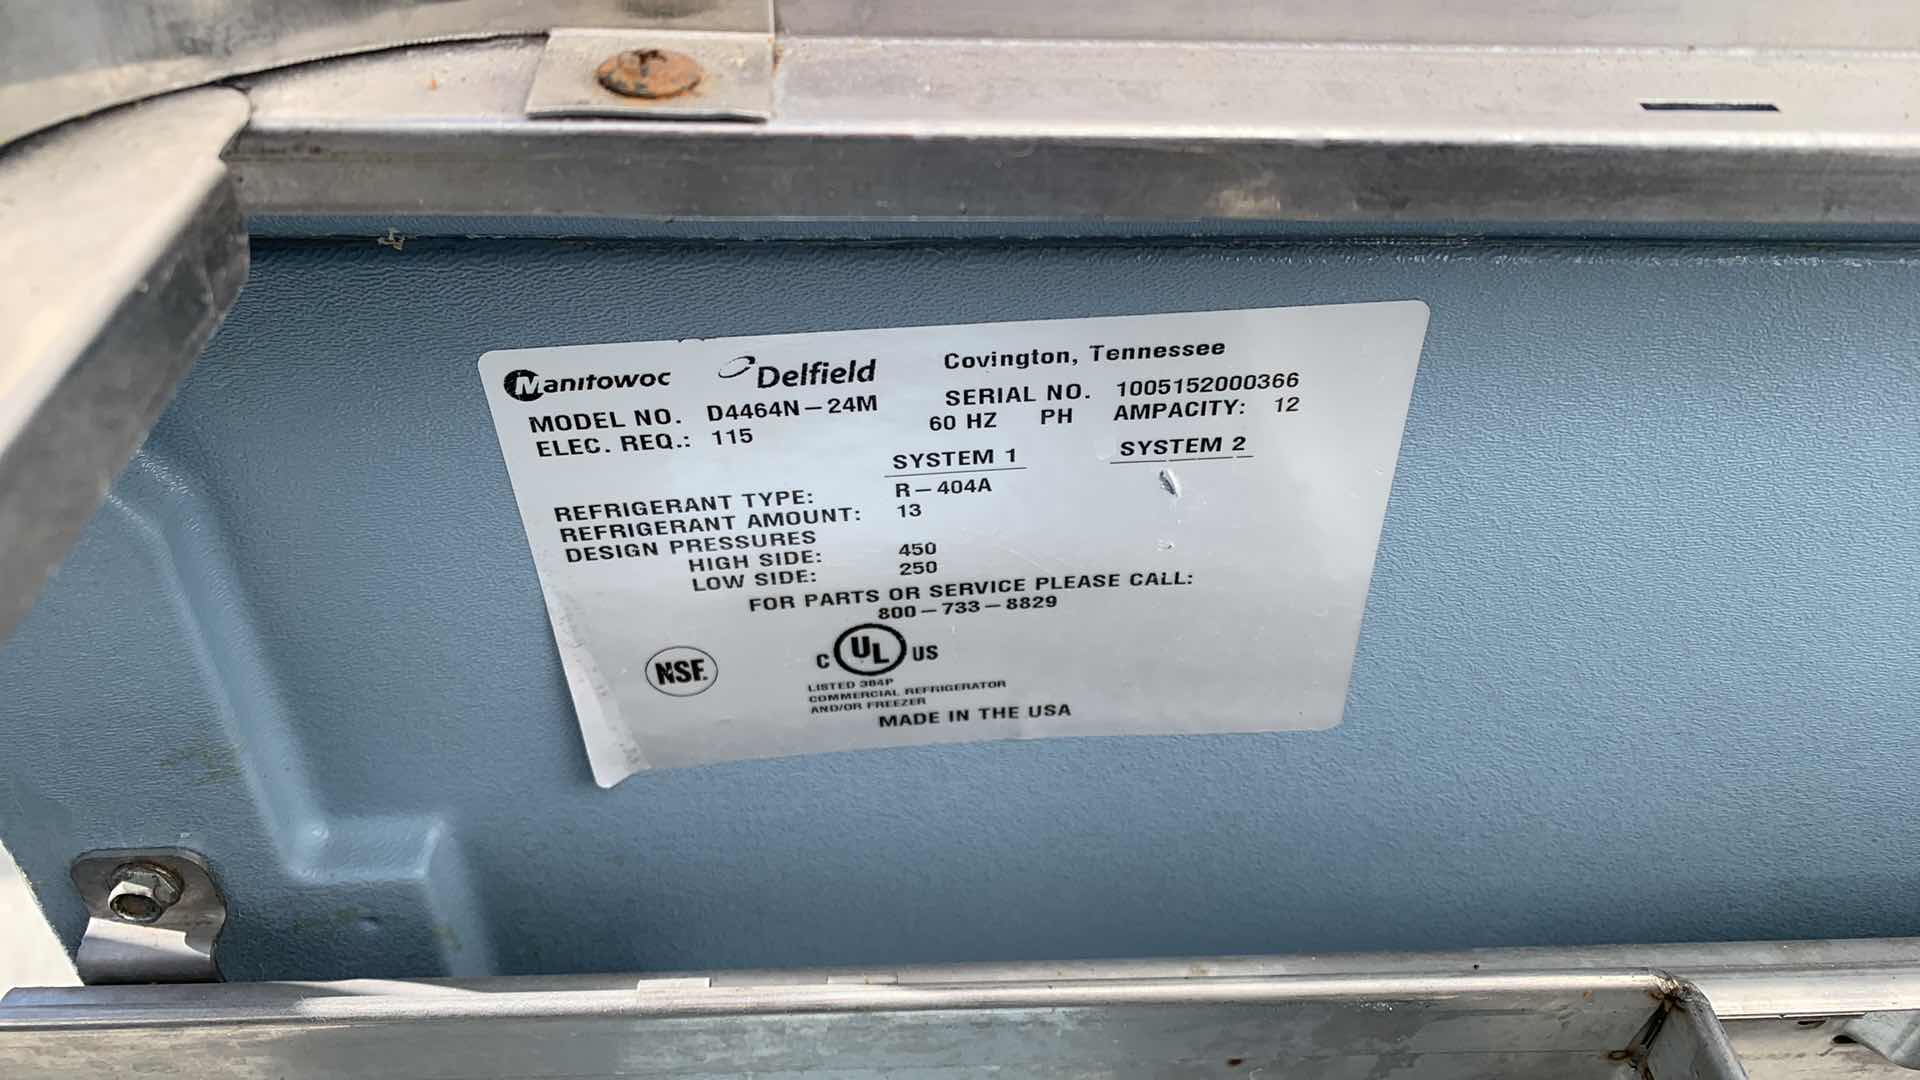 Manitowoc Delfield Covington, Tennessee
MODEL NO. D4464N-24M SERIAL NO. 1005152000366
ELEC. REQ.: 115 60 HZ PH AMPACITY: 12
SYSTEM 1 SYSTEM 2
REFRIGERANT TYPE: R-404A
REFRIGERANT AMOUNT: 13
DESIGN PRESSURES
HIGH SIDE: 450
LOW SIDE: 250
FOR PARTS OR SERVICE PLEASE CALL:
800-733-8829
NSF.
C UL US
LISTED 384P
COMMERCIAL REFRIGERATOR
AND/OR FREEZER
MADE IN THE USA